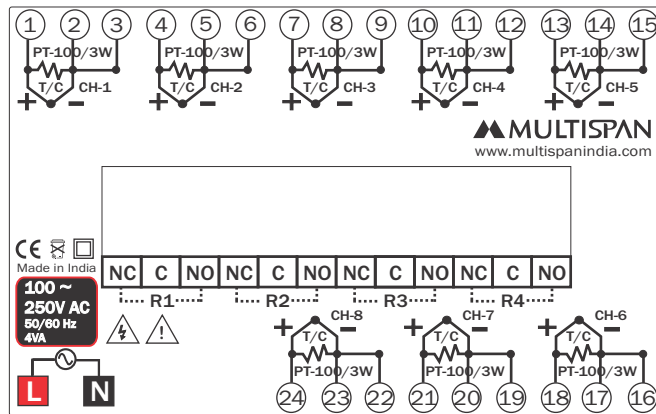 1 2 3 4 5 6 7 8 9 10 11 12 13 14 15
PT-100/3W PT-100/3W PT-100/3W PT-100/3W PT-100/3W
T/C CH-1 T/C CH-2 T/C CH-3 T/C CH-4 T/C CH-5
+ − + − + − + − + −
MULTISPAN
www.multispanindia.com
CE
Made in India
NC C NO NC C NO NC C NO NC C NO
R1 R2 R3 R4
100 ~
250V AC
50/60 Hz
4VA
L N
+ CH-8 − + CH-7 − + CH-6 −
T/C T/C T/C
PT-100/3W PT-100/3W PT-100/3W
24 23 22 21 20 19 18 17 16